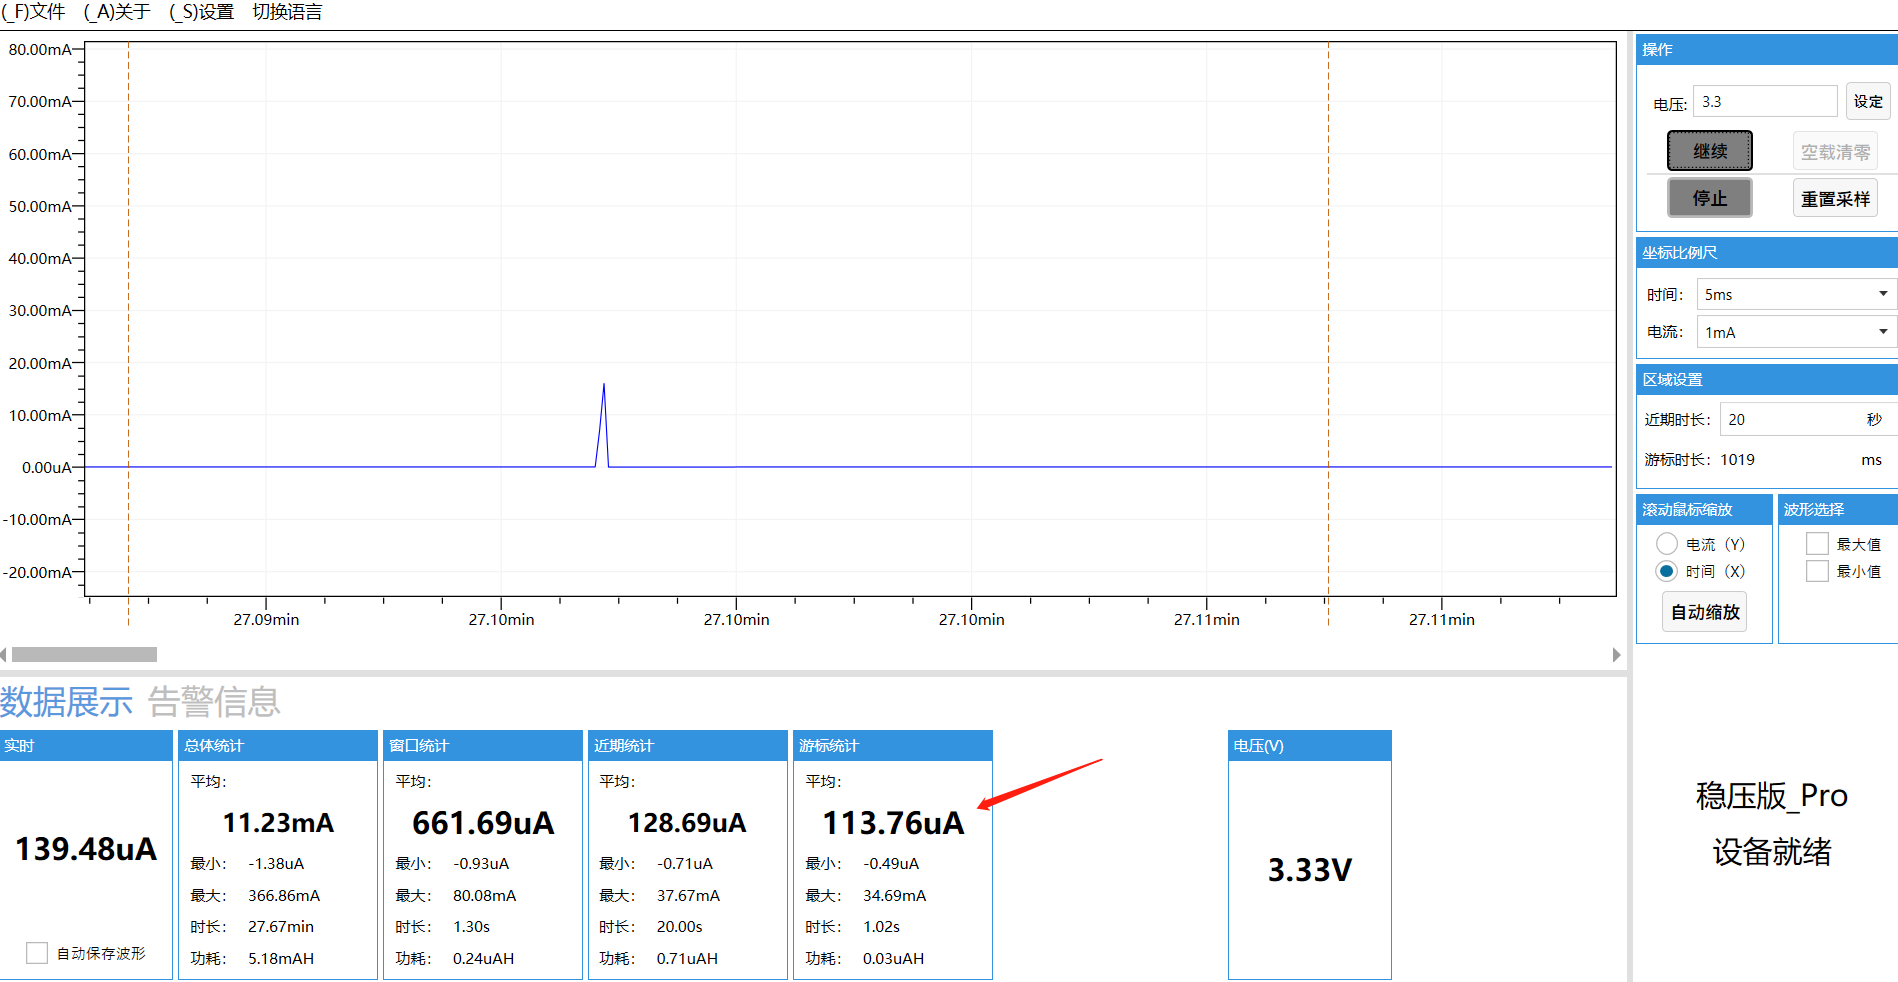 (_F)文件 (_A)关于 (_S)设置 切换语言
80.00mA
70.00mA
60.00mA
50.00mA
40.00mA
30.00mA
20.00mA
10.00mA
0.00uA
-10.00mA
-20.00mA
27.09min 27.10min 27.10min 27.10min 27.11min 27.11min
操作
电压: 3.3 设定
继续 空载清零
停止 重置采样
坐标比例尺
时间: 5ms
电流: 1mA
区域设置
近期时长: 20 秒
游标时长: 1019 ms
滚动鼠标缩放
电流（Y）
时间（X）
自动缩放
波形选择
最大值
最小值
数据展示 告警信息
实时
139.48uA
自动保存波形
总体统计
平均:
11.23mA
最小: -1.38uA
最大: 366.86mA
时长: 27.67min
功耗: 5.18mAH
窗口统计
平均:
661.69uA
最小: -0.93uA
最大: 80.08mA
时长: 1.30s
功耗: 0.24uAH
近期统计
平均:
128.69uA
最小: -0.71uA
最大: 37.67mA
时长: 20.00s
功耗: 0.71uAH
游标统计
平均:
113.76uA
最小: -0.49uA
最大: 34.69mA
时长: 1.02s
功耗: 0.03uAH
电压(V)
3.33V
稳压版_Pro
设备就绪